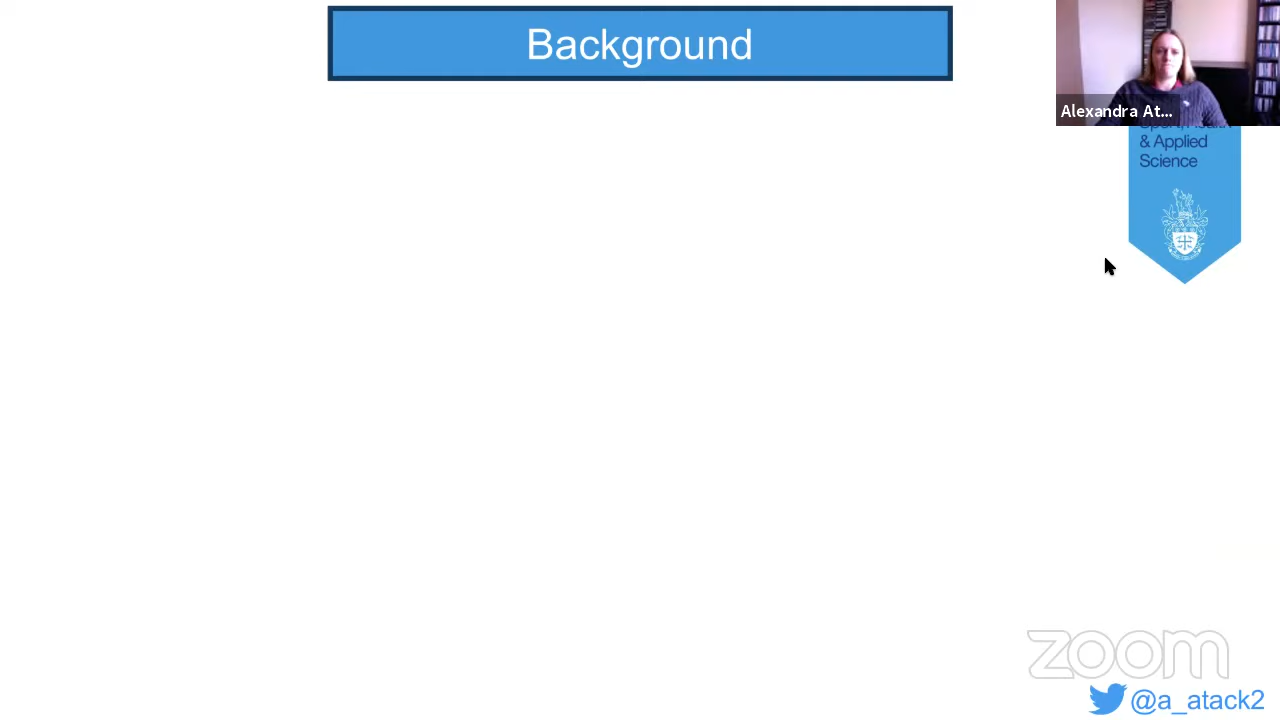 Background
Alexandra At...
& Applied
Science
zoom
@a_atack2